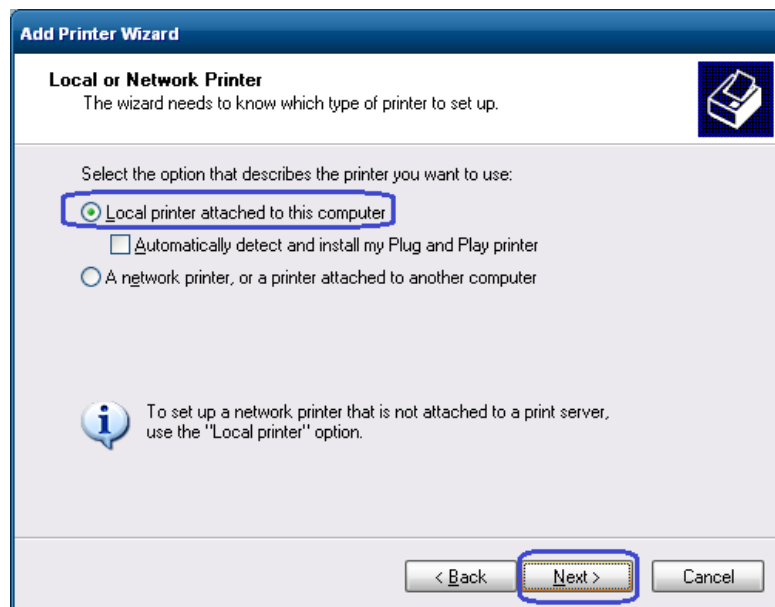 Add Printer Wizard
Local or Network Printer
The wizard needs to know which type of printer to set up.
Select the option that describes the printer you want to use:
Local printer attached to this computer
Automatically detect and install my Plug and Play printer
A network printer, or a printer attached to another computer
To set up a network printer that is not attached to a print server,
use the "Local printer" option.
< Back
Next >
Cancel